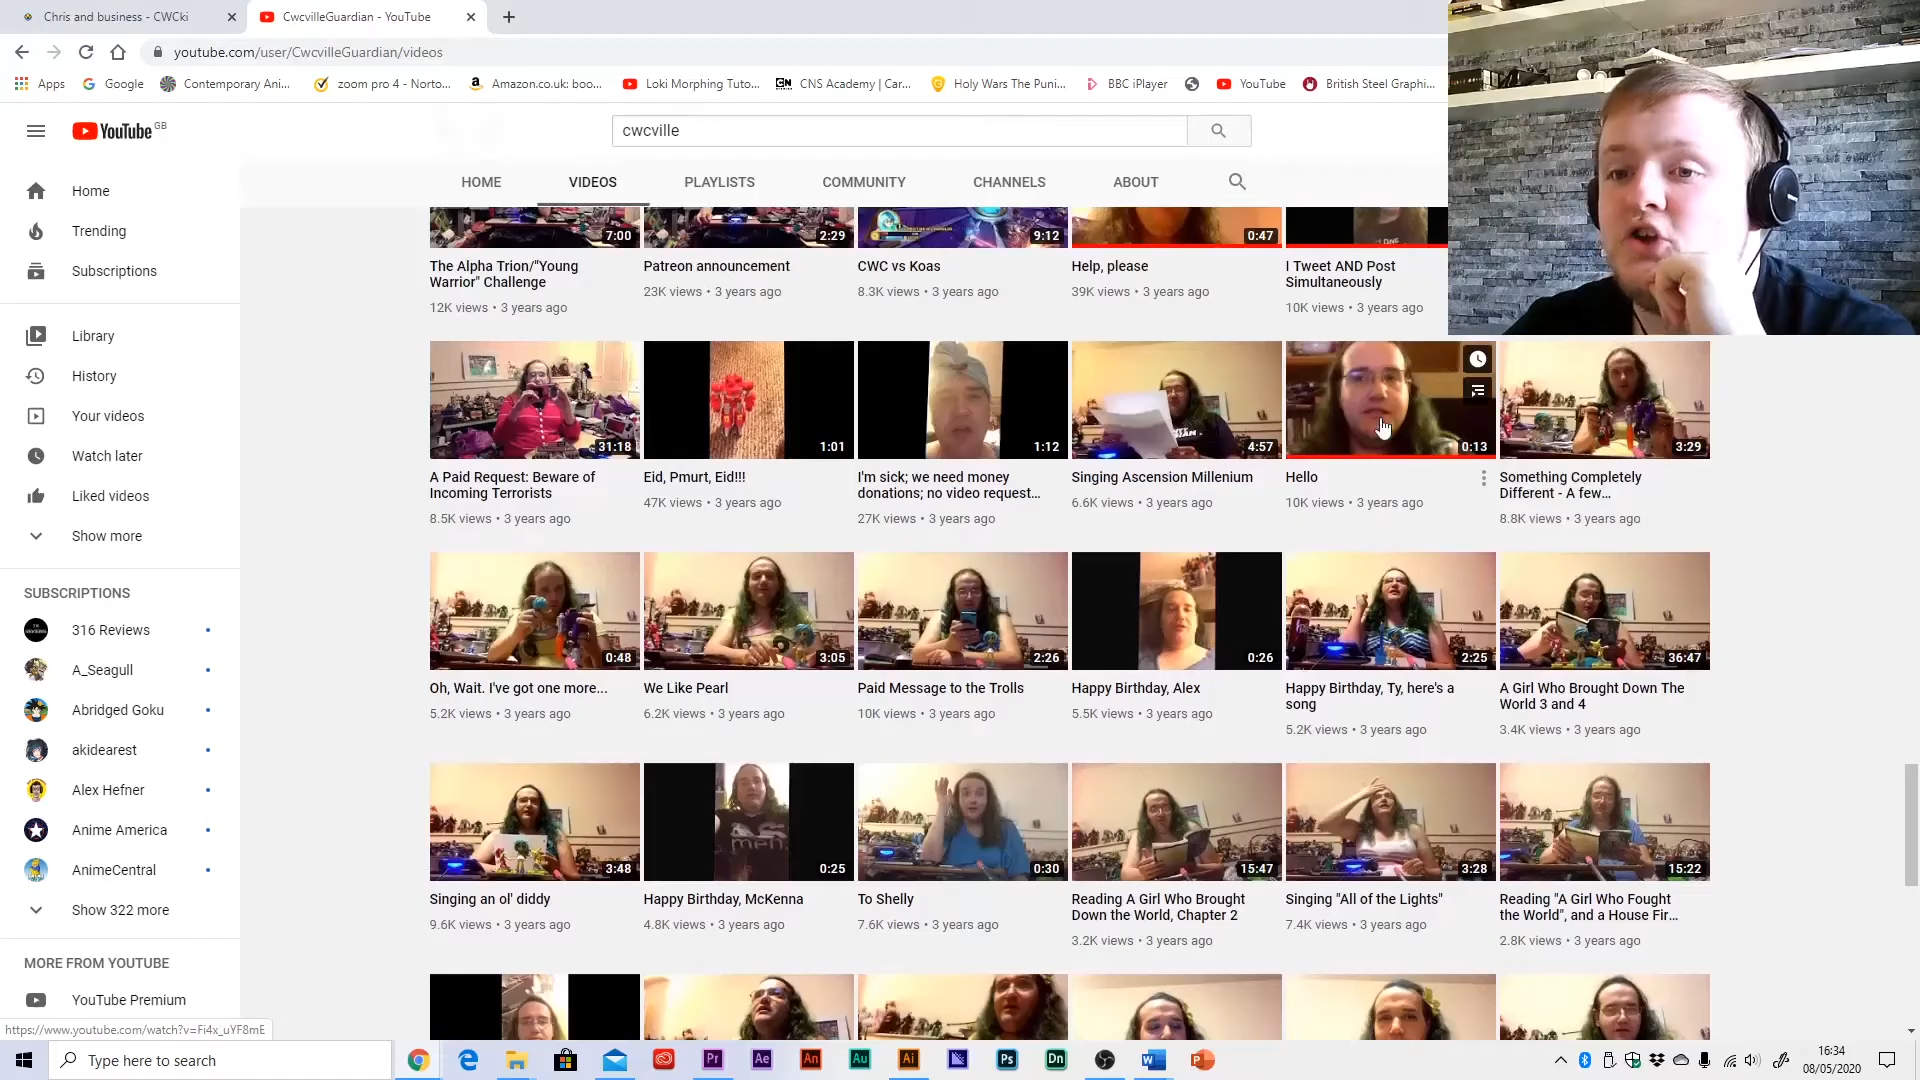 Chris and business - CWCki
CwcvilleGuardian - YouTube
youtube.com/user/CwcvilleGuardian/videos
Apps
Google
Contemporary Ani...
zoom pro 4 - Norto...
Amazon.co.uk: boo...
Loki Morphing Tuto...
CNS Academy | Car...
Holy Wars The Puni...
BBC iPlayer
YouTube
British Steel Graphi...
YouTube GB
cwcville
HOME
VIDEOS
PLAYLISTS
COMMUNITY
CHANNELS
ABOUT
Home
Trending
Subscriptions
Library
History
Your videos
Watch later
Liked videos
Show more
SUBSCRIPTIONS
316 Reviews
A_Seagull
Abridged Goku
akidearest
Alex Hefner
Anime America
AnimeCentral
Show 322 more
MORE FROM YOUTUBE
YouTube Premium
7:00
The Alpha Trion/"Young
Warrior" Challenge
12K views • 3 years ago
2:29
Patreon announcement
23K views • 3 years ago
9:12
CWC vs Koas
8.3K views • 3 years ago
0:47
Help, please
39K views • 3 years ago
I Tweet AND Post
Simultaneously
10K views • 3 years ago
31:18
A Paid Request: Beware of
Incoming Terrorists
8.5K views • 3 years ago
1:01
Eid, Pmurt, Eid!!!
47K views • 3 years ago
1:12
I'm sick; we need money
donations; no video request...
27K views • 3 years ago
4:57
Singing Ascension Millenium
6.6K views • 3 years ago
0:13
Hello
10K views • 3 years ago
3:29
Something Completely
Different - A few...
8.8K views • 3 years ago
0:48
Oh, Wait. I've got one more...
5.2K views • 3 years ago
3:05
We Like Pearl
6.2K views • 3 years ago
2:26
Paid Message to the Trolls
10K views • 3 years ago
0:26
Happy Birthday, Alex
5.5K views • 3 years ago
2:25
Happy Birthday, Ty, here's a
song
5.2K views • 3 years ago
36:47
A Girl Who Brought Down The
World 3 and 4
3.4K views • 3 years ago
3:48
Singing an ol' diddy
9.6K views • 3 years ago
0:25
Happy Birthday, McKenna
4.8K views • 3 years ago
0:30
To Shelly
7.6K views • 3 years ago
15:47
Reading A Girl Who Brought
Down the World, Chapter 2
3.2K views • 3 years ago
3:28
Singing "All of the Lights"
7.4K views • 3 years ago
15:22
Reading "A Girl Who Fought
the World", and a House Fir...
2.8K views • 3 years ago
https://www.youtube.com/watch?v=Fi4x_uYF8mE
Type here to search
Pr
Ae
An
Au
Ai
Ps
Dn
16:34
08/05/2020